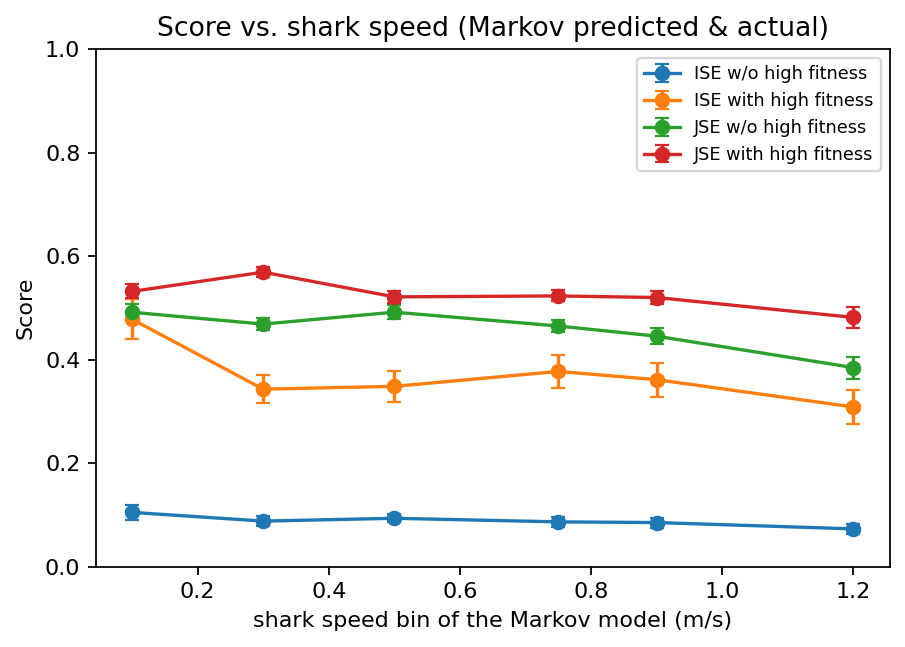 Score vs. shark speed (Markov predicted & actual)
1.0
0.8
0.6
0.4
0.2
0.0
Score
ISE w/o high fitness
ISE with high fitness
JSE w/o high fitness
JSE with high fitness
0.2 0.4 0.6 0.8 1.0 1.2
shark speed bin of the Markov model (m/s)